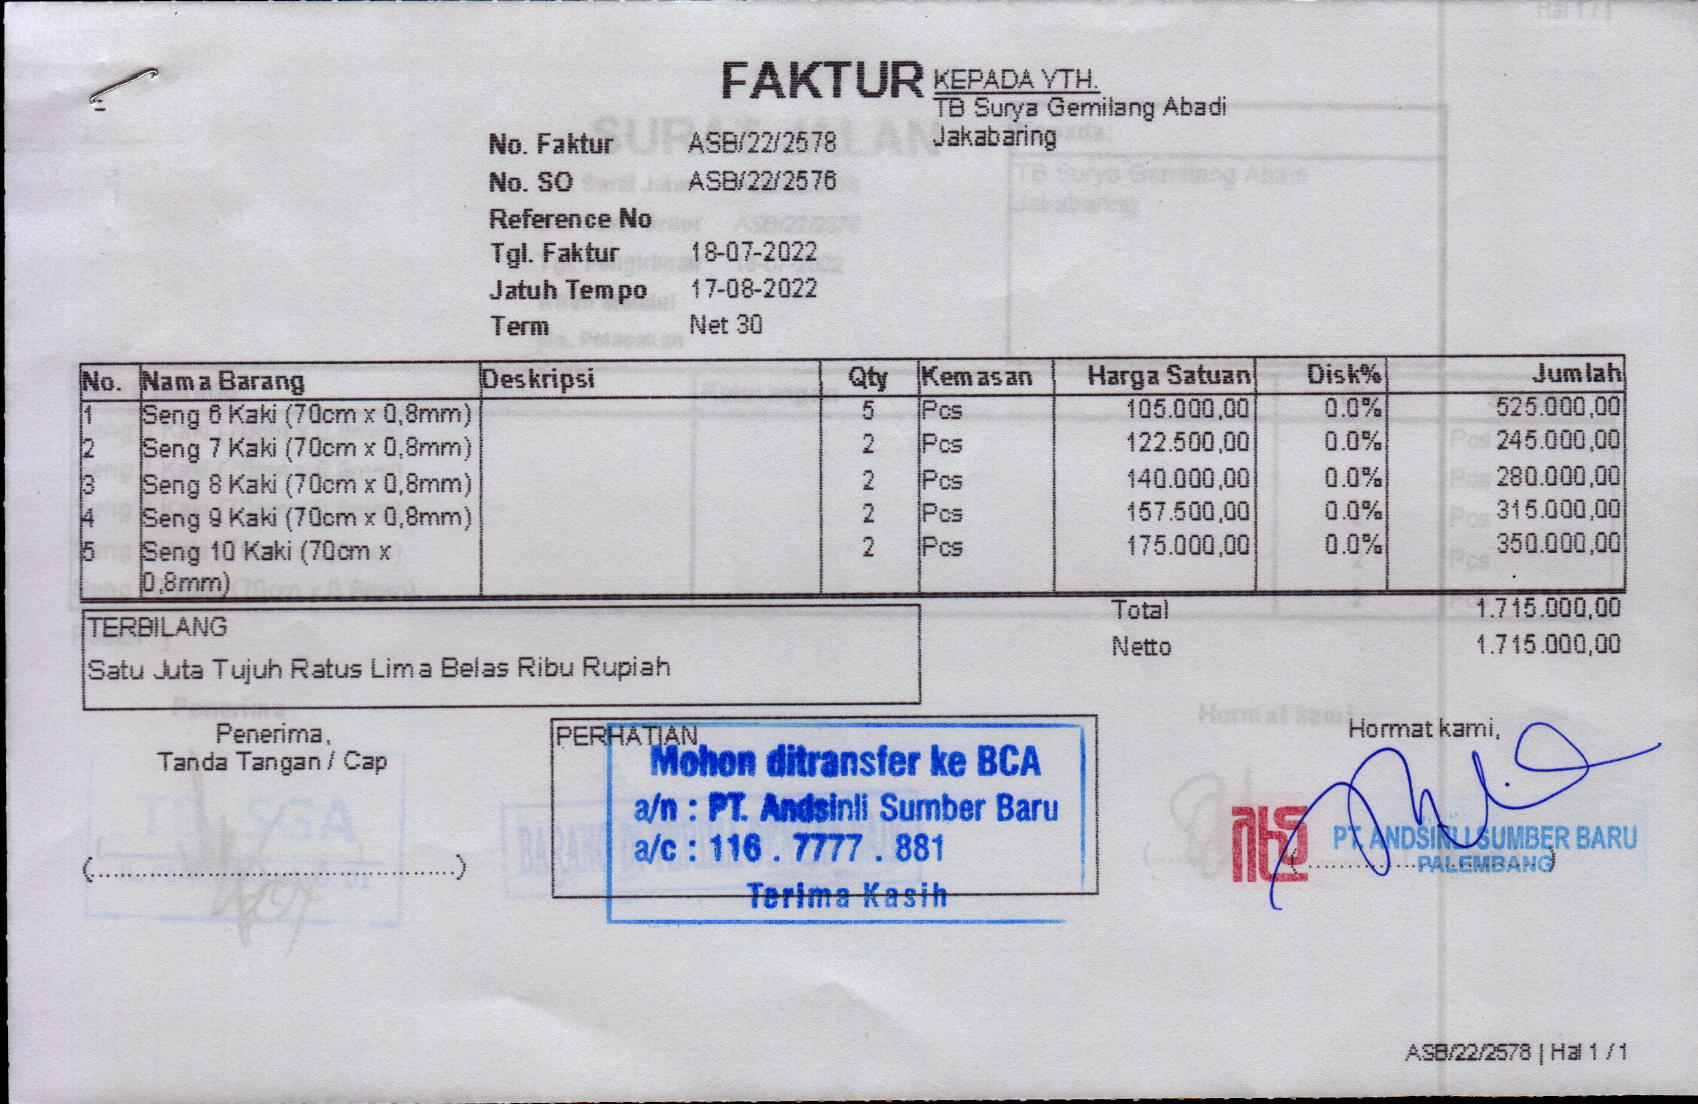 FAKTUR
KEPADA YTH.
TB Surya Gemilang Abadi
Jakabaring
No. Faktur ASB/22/2578
No. SO ASB/22/2576
Reference No
Tgl. Faktur 18-07-2022
Jatuh Tempo 17-08-2022
Term Net 30
No. Nama Barang Deskripsi Qty Kemasan Harga Satuan Disk% Jumlah
1 Seng 6 Kaki (70cm x 0,8mm) 5 Pcs 105.000,00 0.0% 525.000,00
2 Seng 7 Kaki (70cm x 0,8mm) 2 Pcs 122.500,00 0.0% 245.000,00
3 Seng 8 Kaki (70cm x 0,8mm) 2 Pcs 140.000,00 0.0% 280.000,00
4 Seng 9 Kaki (70cm x 0,8mm) 2 Pcs 157.500,00 0.0% 315.000,00
5 Seng 10 Kaki (70cm x 2 Pcs 175.000,00 0.0% 350.000,00
0,8mm)
Total 1.715.000,00
Netto 1.715.000,00
TERBILANG
Satu Juta Tujuh Ratus Lima Belas Ribu Rupiah
Penerima,
Tanda Tangan / Cap
(......................................................)
PERHATIAN
Mohon ditransfer ke BCA
a/n : PT. Andsinli Sumber Baru
a/c : 116 . 7777 . 881
Terima Kasih
Hormat kami,
PT. ANDSINLI SUMBER BARU
PALEMBANG
ASB/22/2578 | Hal 1 / 1